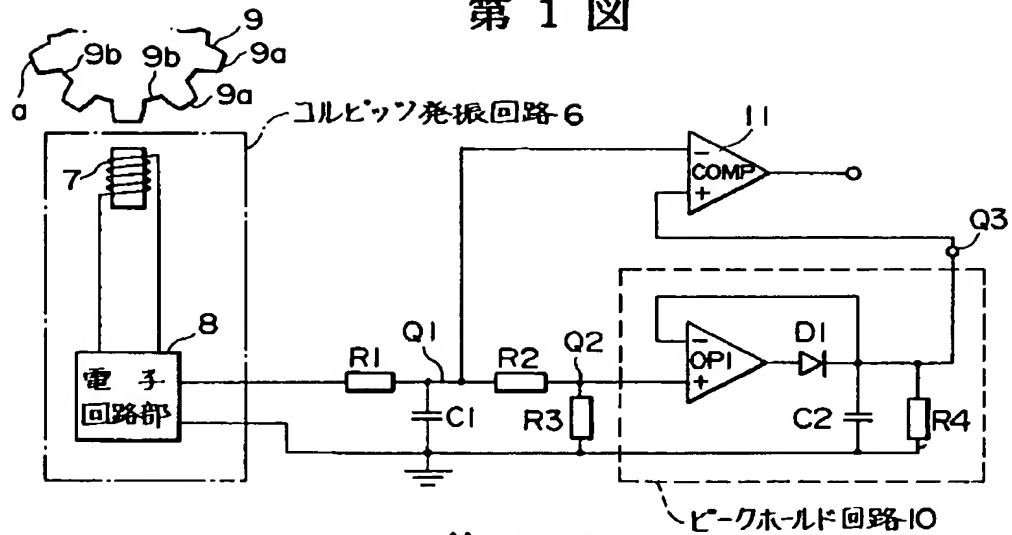 第 1 図
9
9b
9b
9a
a
9a
コルピッツ発振回路6
7
11
−
COMP
+
Q3
8
電子
回路部
R1
Q1
R2
Q2
−
OP1
+
D1
C1
R3
C2
R4
ピークホールド回路10